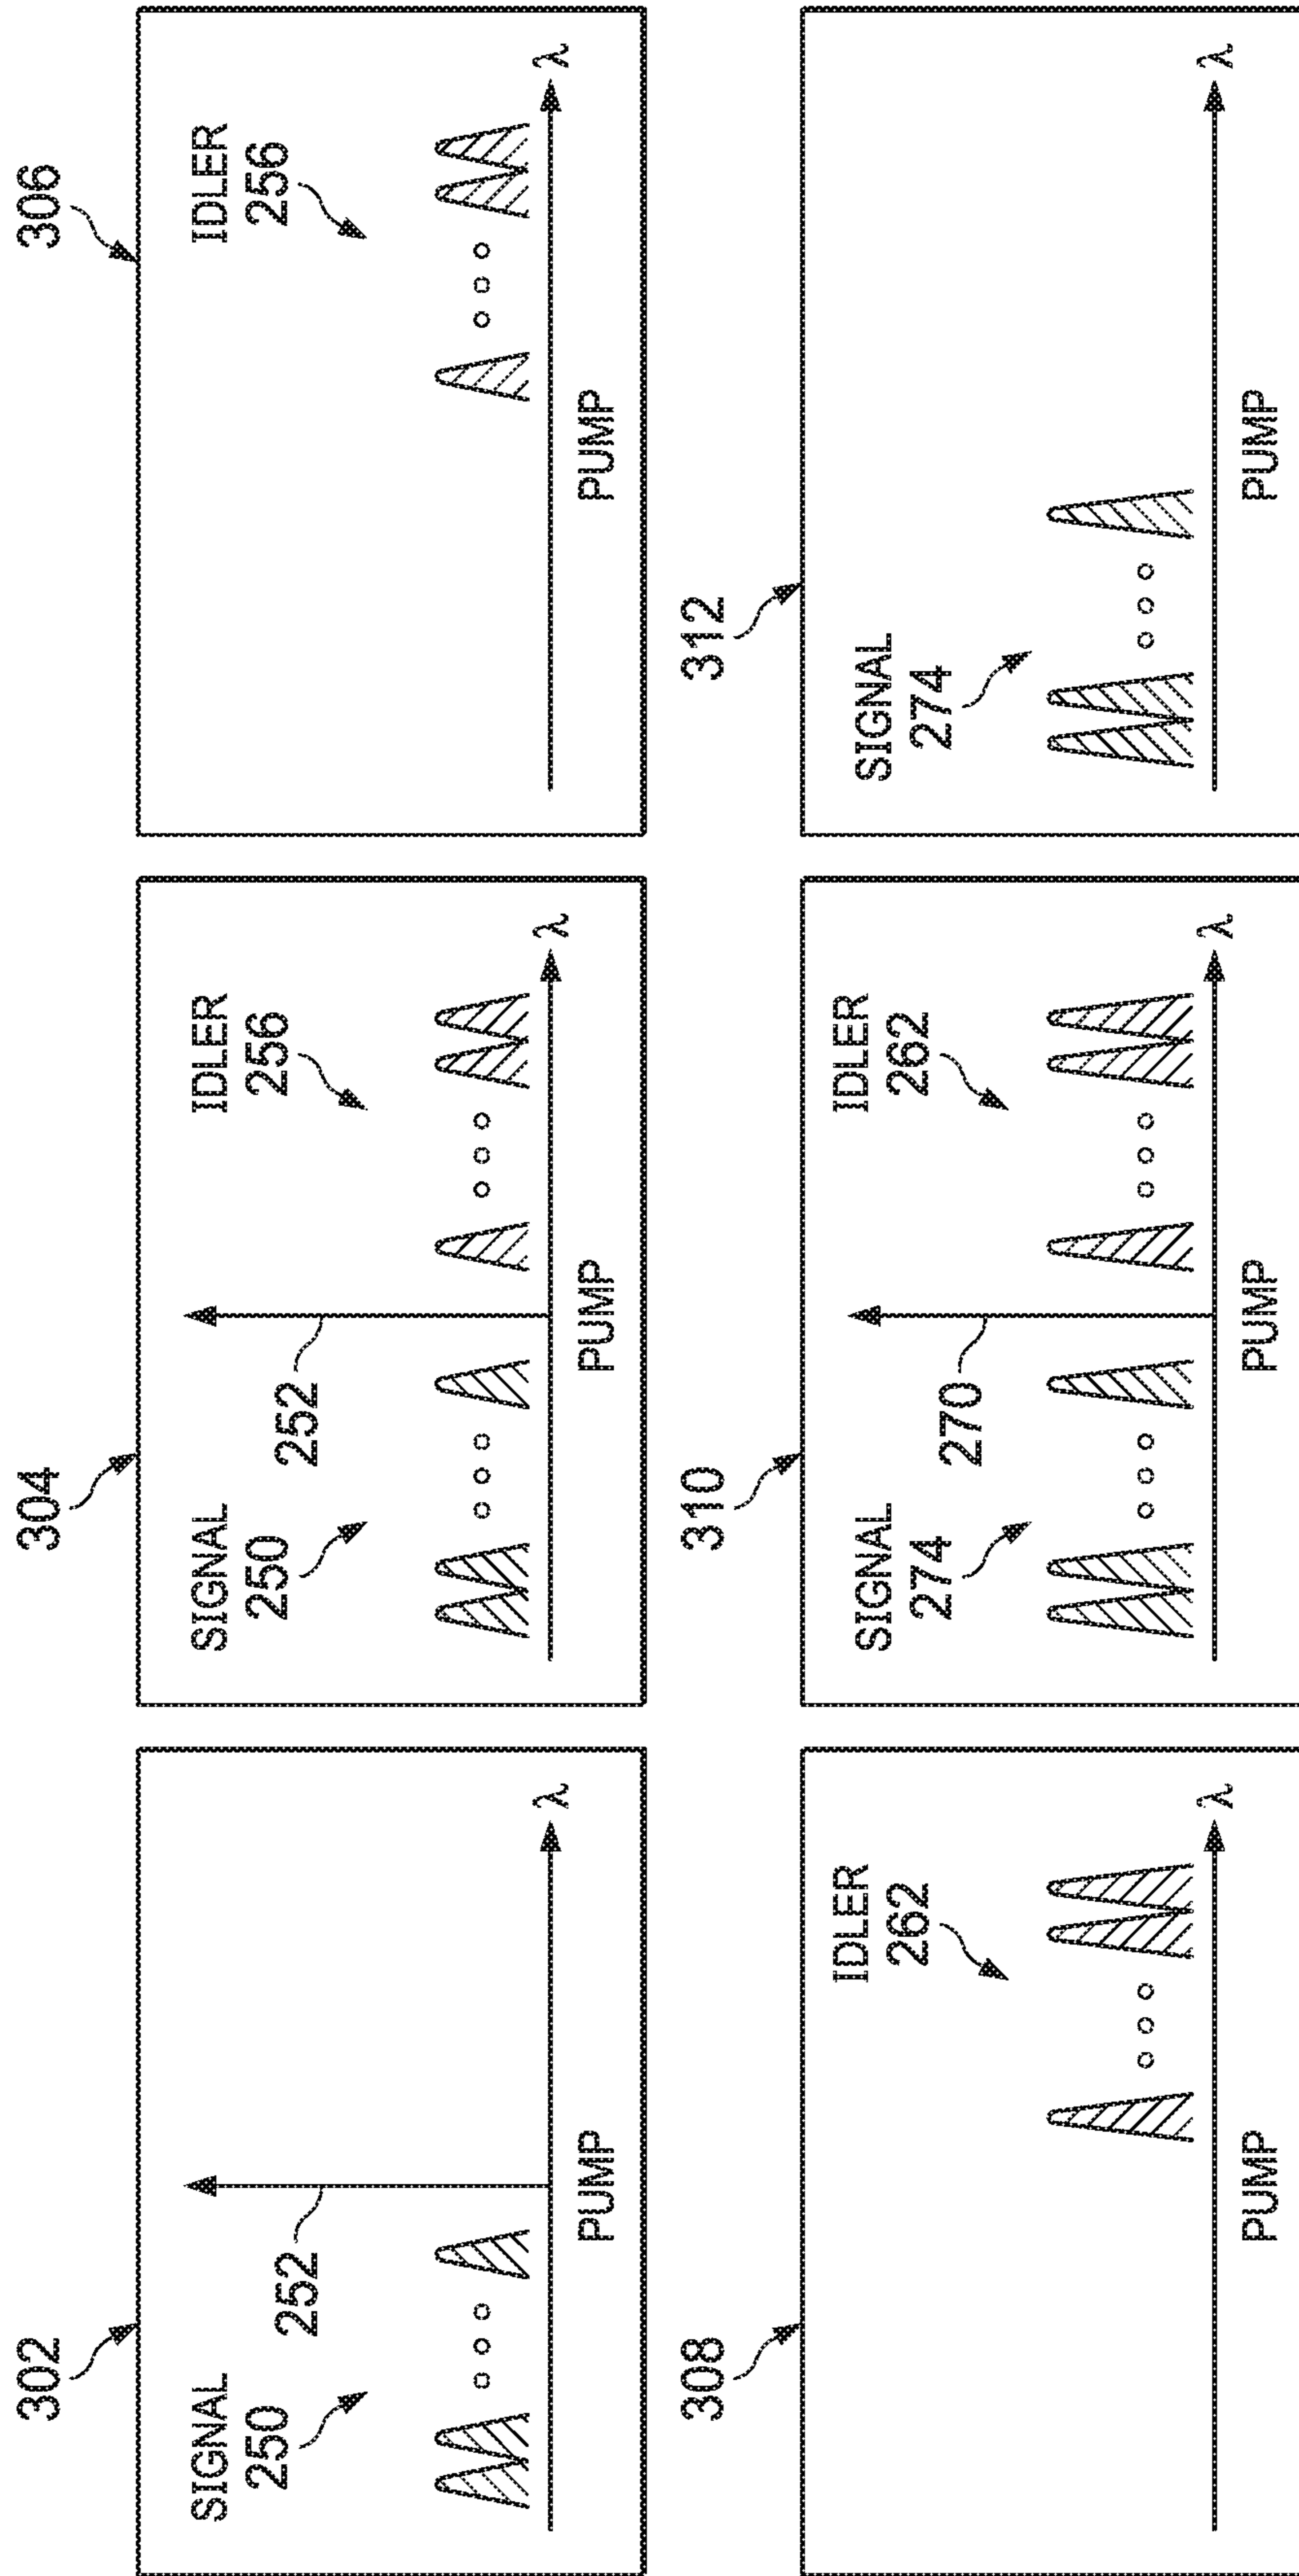 302
SIGNAL
250
252
PUMP
λ
304
SIGNAL
250
252
IDLER
256
PUMP
λ
306
IDLER
256
PUMP
λ
308
IDLER
262
PUMP
λ
310
SIGNAL
274
270
IDLER
262
PUMP
λ
312
SIGNAL
274
PUMP
λ